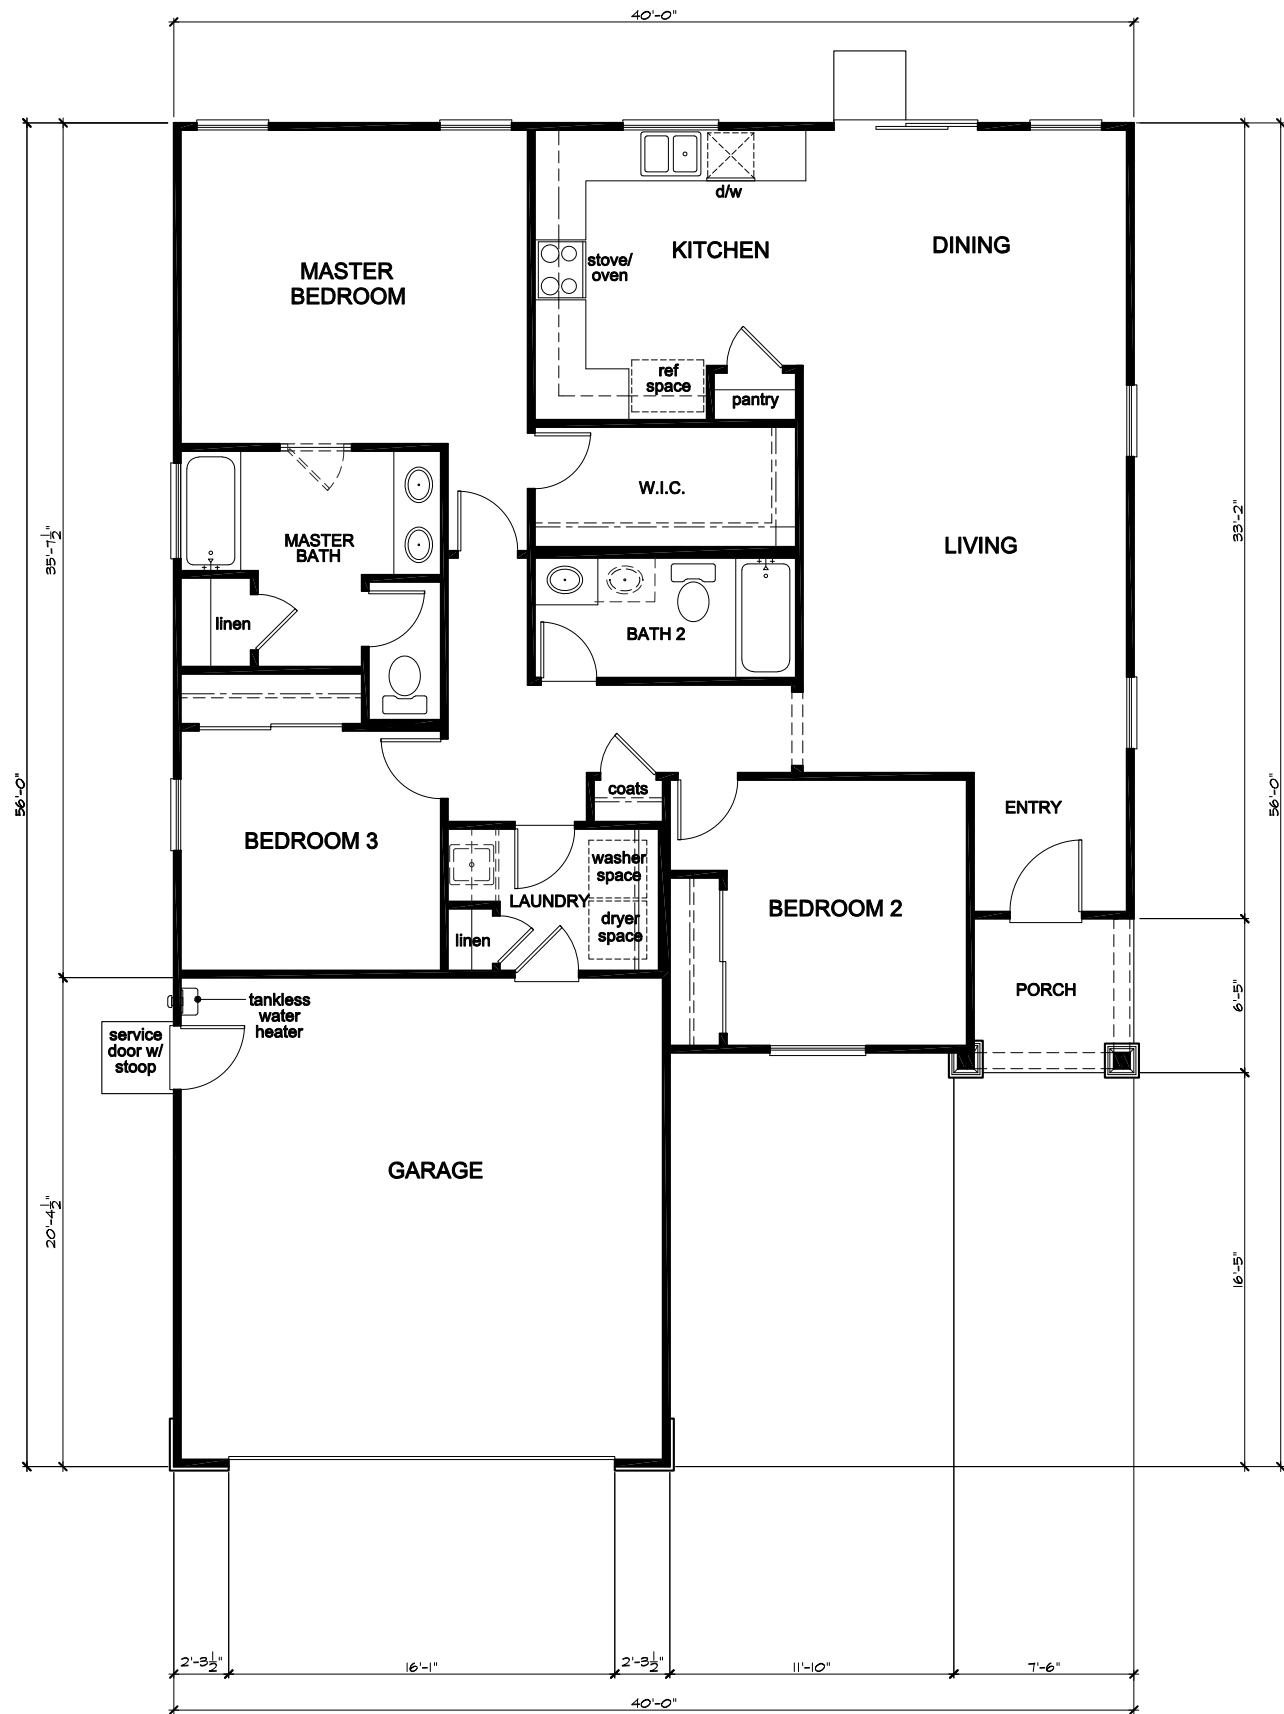 40'-0"
d/w
KITCHEN
DINING
stove/
oven
MASTER
BEDROOM
ref
space
pantry
W.I.C.
33'-2"
35'-7 1/2"
MASTER
BATH
LIVING
linen
BATH 2
56'-0"
56'-0"
coats
ENTRY
BEDROOM 3
washer
space
LAUNDRY
BEDROOM 2
dryer
space
linen
PORCH
6'-5"
tankless
water
heater
service
door w/
stoop
GARAGE
20'-4 1/2"
16'-5"
2'-3 1/2"
16'-1"
2'-3 1/2"
11'-10"
7'-6"
40'-0"